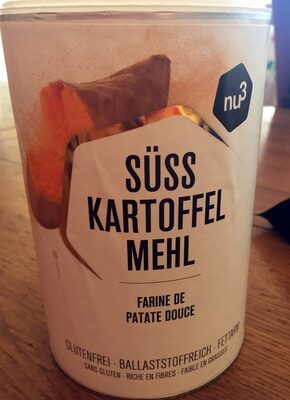 nu3
SÜSS
KARTOFFEL
MEHL
FARINE DE
PATATE DOUCE
GLUTENFREI · BALLASTSTOFFREICH · FETTARM
SANS GLUTEN · RICHE EN FIBRES · FAIBLE EN GRAISSES